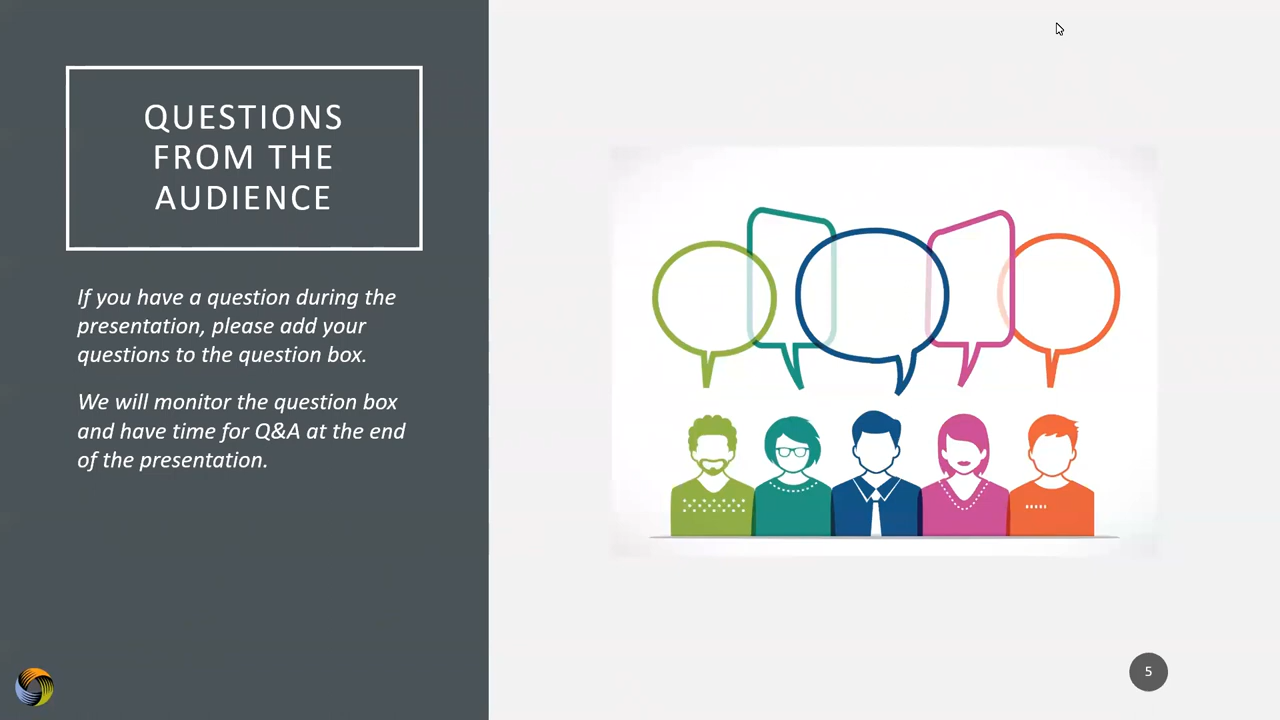 QUESTIONS
FROM THE
AUDIENCE
If you have a question during the
presentation, please add your
questions to the question box.
We will monitor the question box
and have time for Q&A at the end
of the presentation.
5